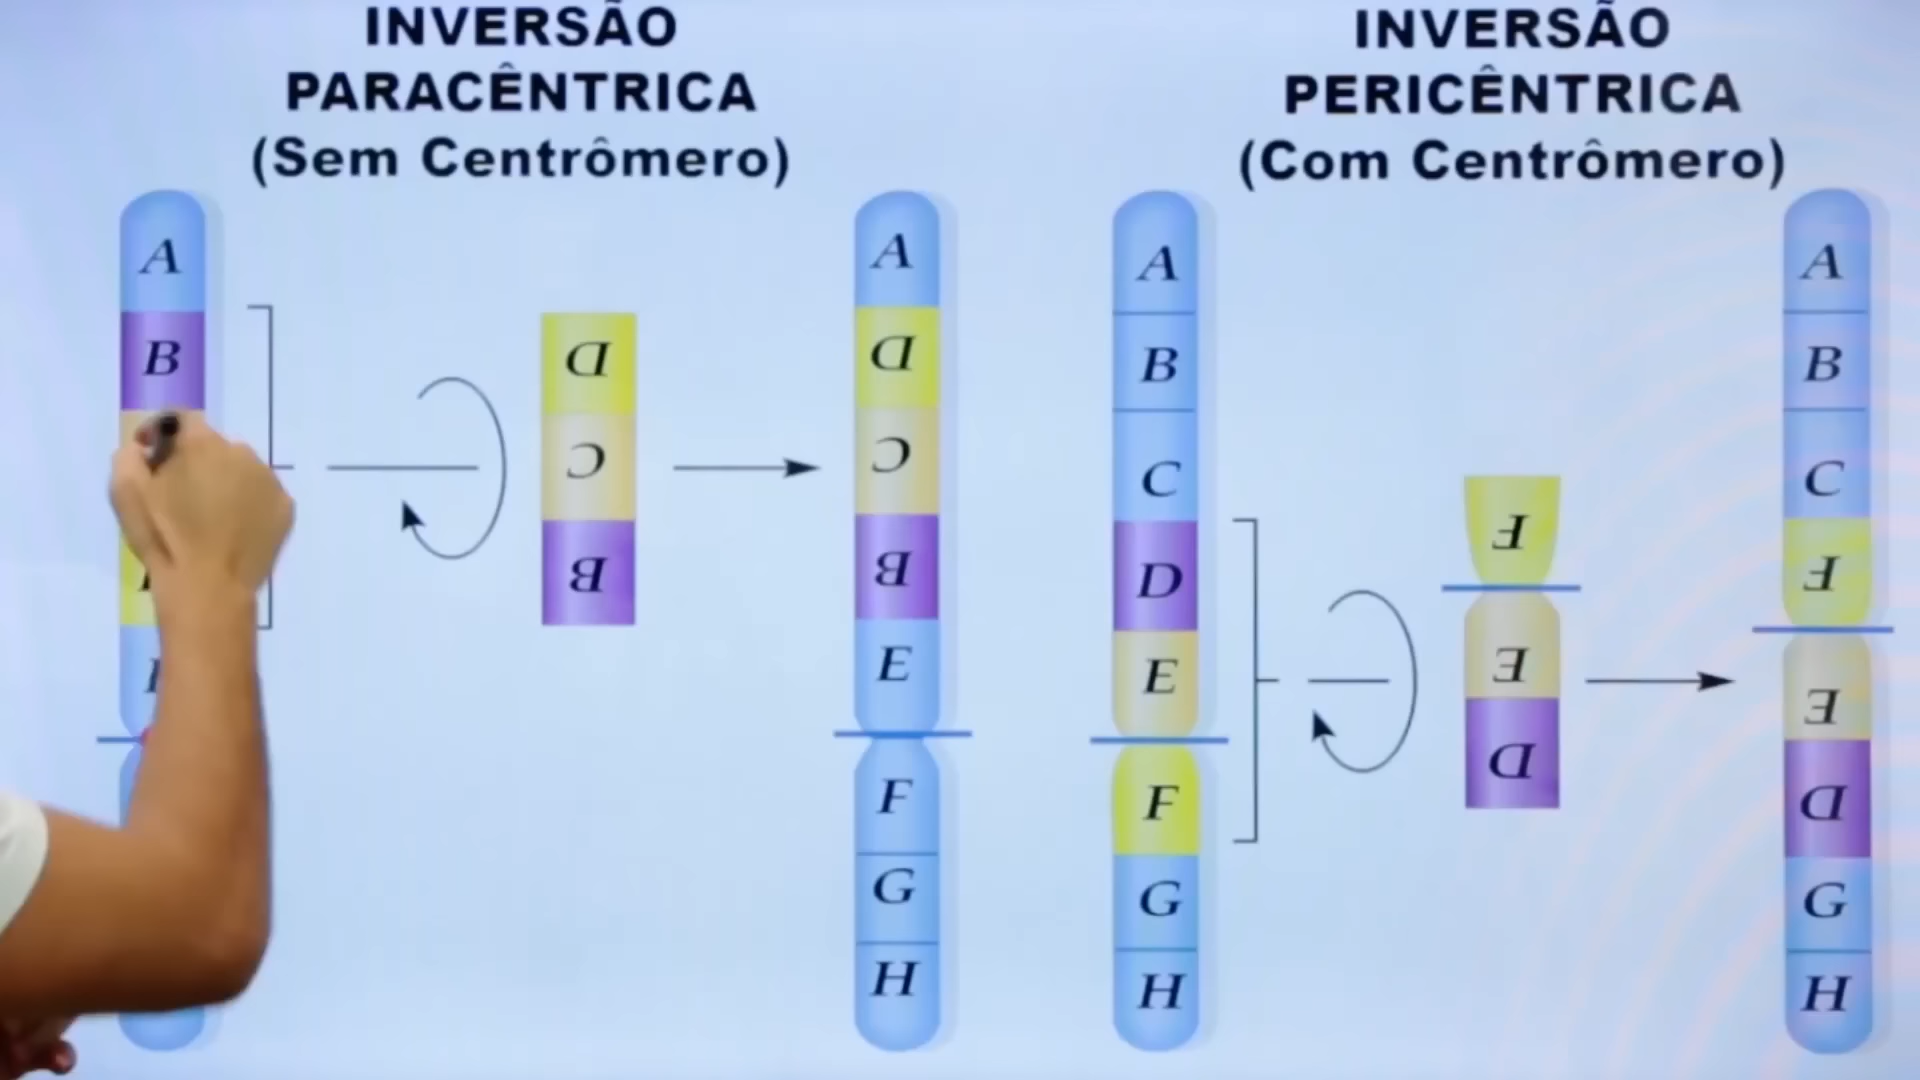 INVERSÃO
PARACÊNTRICA
(Sem Centrômero)
A
B
D
C
B
A
D
C
B
E
F
G
H
INVERSÃO
PERICÊNTRICA
(Com Centrômero)
A
B
C
D
E
F
G
H
F
E
D
A
B
C
F
E
D
G
H